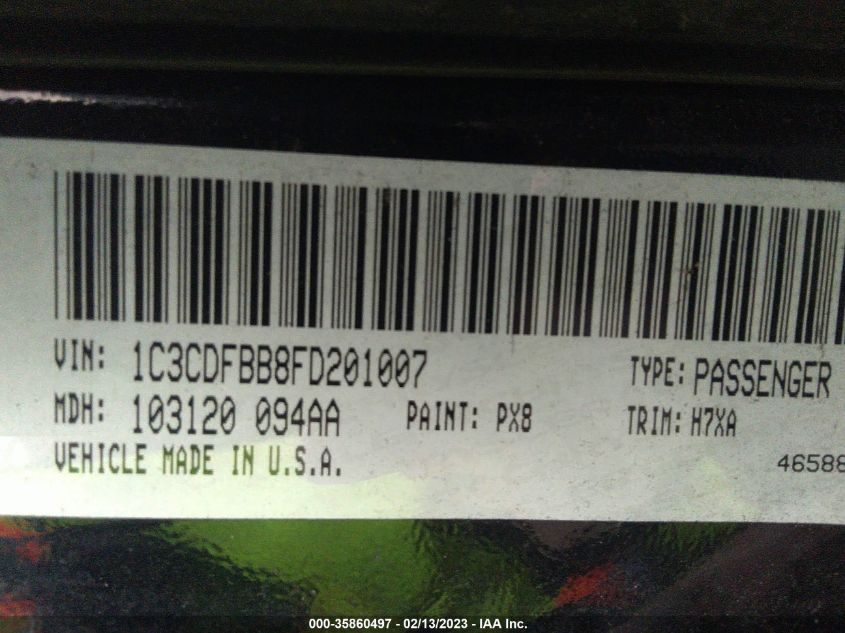 VIN: 1C3CDFBB8FD201007 TYPE: PASSENGER
MDH: 103120 094AA PAINT: PX8 TRIM: H7XA
VEHICLE MADE IN U.S.A. 46588
000-35860497 - 02/13/2023 - IAA Inc.